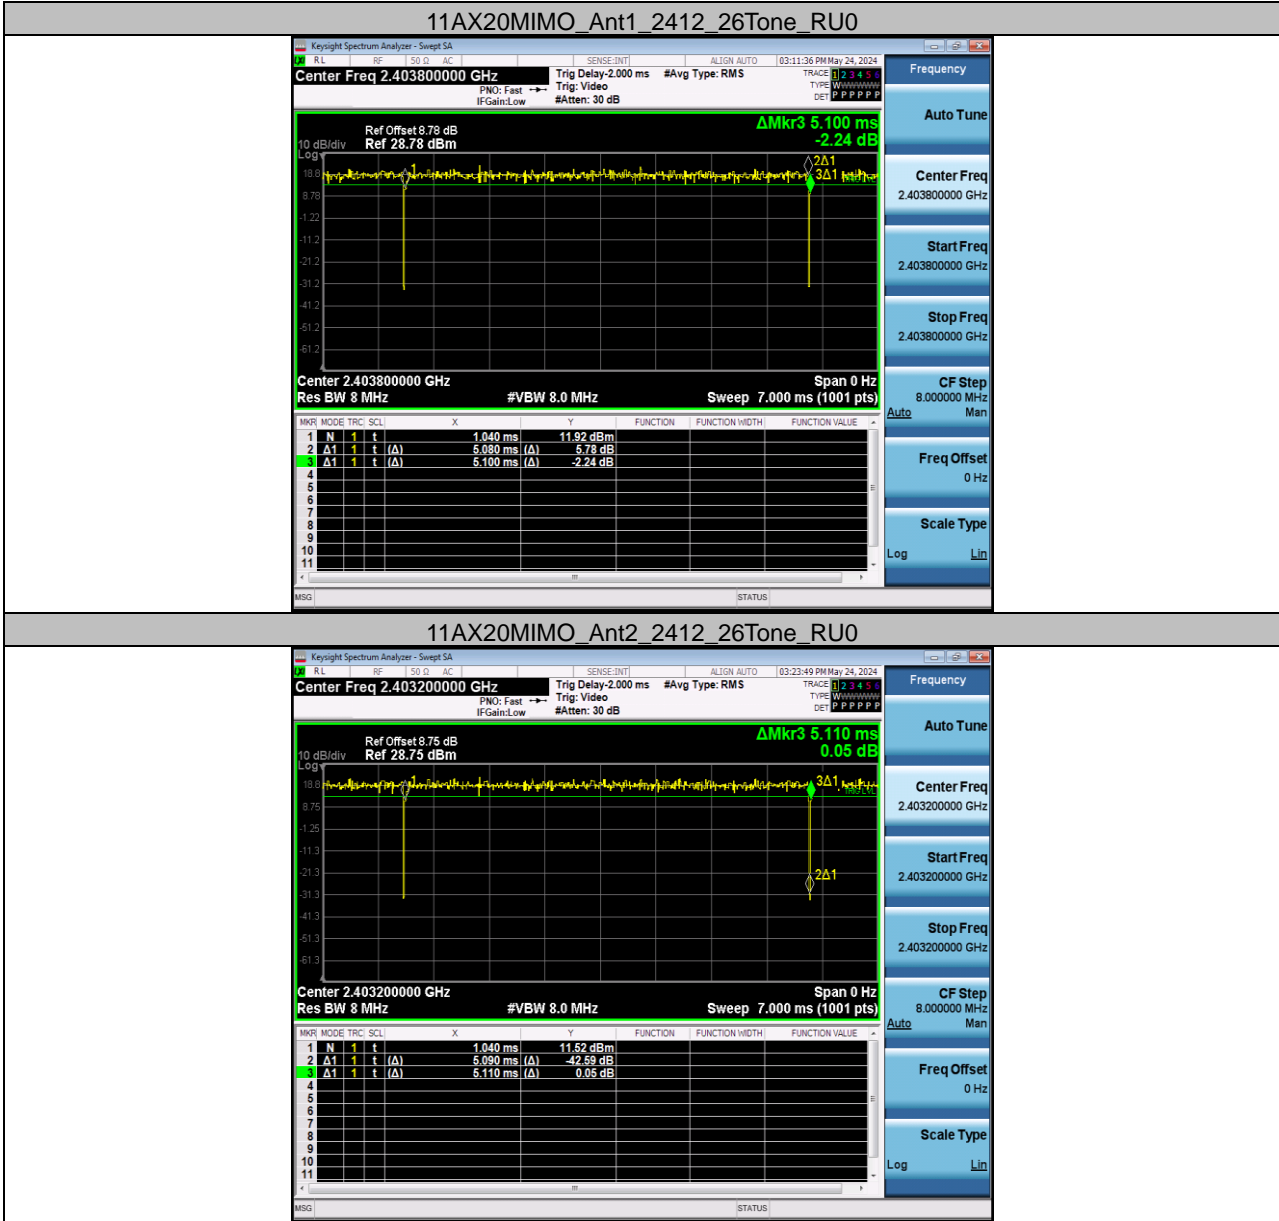 11AX20MIMO_Ant1_2412_26Tone_RU0
Keysight Spectrum Analyzer - Swept SA
RL RF 50 Ω AC SENSE:INT ALIGN AUTO 03:11:36 PM May 24, 2024
Center Freq 2.403800000 GHz
Trig Delay-2.000 ms #Avg Type: RMS
PNO: Fast Trig: Video
IFGain:Low #Atten: 30 dB
TRACE 1 2 3 4 5 6
TYPE W
DET P P P P P P
Frequency
ΔMkr3 5.100 ms
-2.24 dB
Ref Offset 8.78 dB
10 dB/div Ref 28.78 dBm
Log
18.8
8.78
-1.22
-11.2
-21.2
-31.2
-41.2
-51.2
-61.2
1
2Δ1
3Δ1
Center 2.403800000 GHz Span 0 Hz
Res BW 8 MHz #VBW 8.0 MHz Sweep 7.000 ms (1001 pts)
MKR MODE TRC SCL X Y FUNCTION FUNCTION WIDTH FUNCTION VALUE
1 N 1 t 1.040 ms 11.92 dBm
2 Δ1 1 t (Δ) 5.080 ms (Δ) 5.78 dB
3 Δ1 1 t (Δ) 5.100 ms (Δ) -2.24 dB
4
5
6
7
8
9
10
11
MSG STATUS
Auto Tune
Center Freq
2.403800000 GHz
Start Freq
2.403800000 GHz
Stop Freq
2.403800000 GHz
CF Step
8.000000 MHz
Auto Man
Freq Offset
0 Hz
Scale Type
Log Lin
11AX20MIMO_Ant2_2412_26Tone_RU0
Keysight Spectrum Analyzer - Swept SA
RL RF 50 Ω AC SENSE:INT ALIGN AUTO 03:23:49 PM May 24, 2024
Center Freq 2.403200000 GHz
Trig Delay-2.000 ms #Avg Type: RMS
PNO: Fast Trig: Video
IFGain:Low #Atten: 30 dB
TRACE 1 2 3 4 5 6
TYPE W
DET P P P P P P
Frequency
ΔMkr3 5.110 ms
0.05 dB
Ref Offset 8.75 dB
10 dB/div Ref 28.75 dBm
Log
18.8
8.75
-1.25
-11.3
-21.3
-31.3
-41.3
-51.3
-61.3
1
3Δ1
2Δ1
Center 2.403200000 GHz Span 0 Hz
Res BW 8 MHz #VBW 8.0 MHz Sweep 7.000 ms (1001 pts)
MKR MODE TRC SCL X Y FUNCTION FUNCTION WIDTH FUNCTION VALUE
1 N 1 t 1.040 ms 11.52 dBm
2 Δ1 1 t (Δ) 5.090 ms (Δ) -42.59 dB
3 Δ1 1 t (Δ) 5.110 ms (Δ) 0.05 dB
4
5
6
7
8
9
10
11
MSG STATUS
Auto Tune
Center Freq
2.403200000 GHz
Start Freq
2.403200000 GHz
Stop Freq
2.403200000 GHz
CF Step
8.000000 MHz
Auto Man
Freq Offset
0 Hz
Scale Type
Log Lin